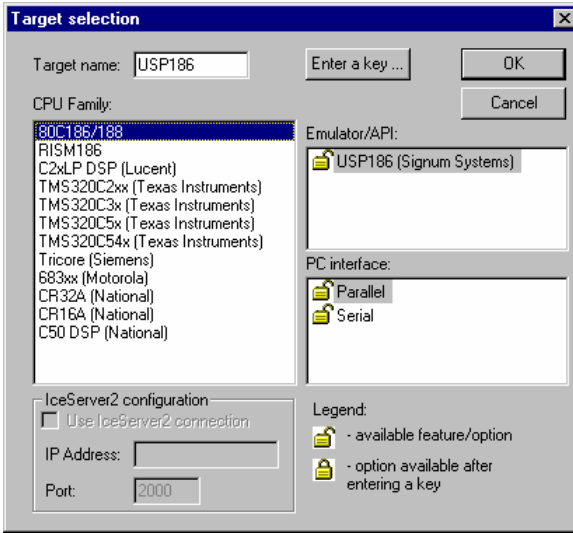 Target selection
Target name: USP186
Enter a key ...
OK
Cancel
CPU Family:
80C186/188
RISM186
C2xLP DSP (Lucent)
TMS320C2xx (Texas Instruments)
TMS320C3x (Texas Instruments)
TMS320C5x (Texas Instruments)
TMS320C54x (Texas Instruments)
Tricore (Siemens)
683xx (Motorola)
CR32A (National)
CR16A (National)
C50 DSP (National)
Emulator/API:
USP186 (Signum Systems)
PC interface:
Parallel
Serial
IceServer2 configuration
Use IceServer2 connection
IP Address:
Port: 2000
Legend:
- available feature/option
- option available after
entering a key